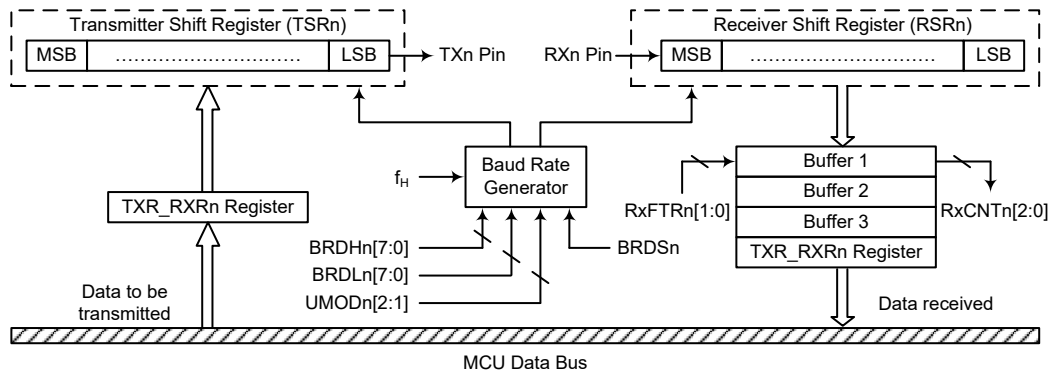 Transmitter Shift Register (TSRn)
MSB ………………………… LSB
TXn Pin
Receiver Shift Register (RSRn)
RXn Pin
MSB ………………………… LSB
Baud Rate
Generator
fH
TXR_RXRn Register
BRDHn[7:0]
BRDLn[7:0]
UMODn[2:1]
BRDSn
RxFTRn[1:0]
Buffer 1
Buffer 2
Buffer 3
TXR_RXRn Register
RxCNTn[2:0]
Data to be
transmitted
Data received
MCU Data Bus